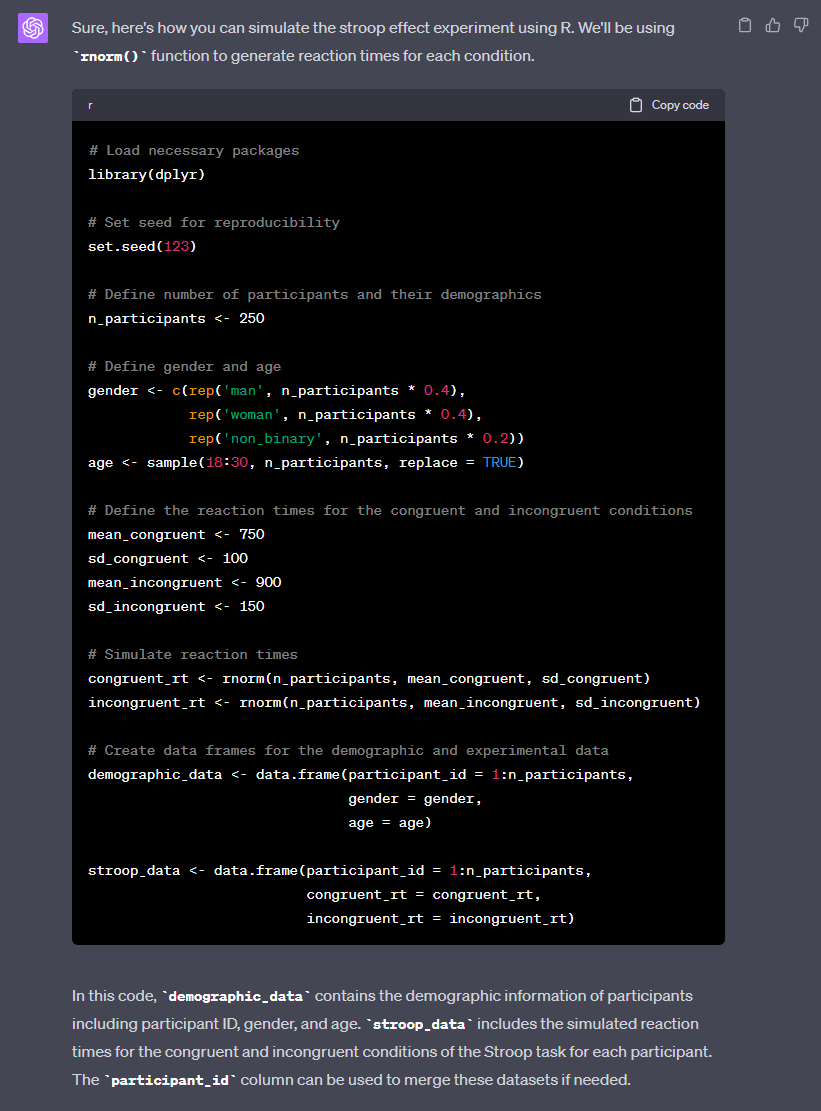 Sure, here's how you can simulate the stroop effect experiment using R. We'll be using
`rnorm()` function to generate reaction times for each condition.
r
Copy code
# Load necessary packages
library(dplyr)
# Set seed for reproducibility
set.seed(123)
# Define number of participants and their demographics
n_participants <- 250
# Define gender and age
gender <- c(rep('man', n_participants * 0.4),
            rep('woman', n_participants * 0.4),
            rep('non_binary', n_participants * 0.2))
age <- sample(18:30, n_participants, replace = TRUE)
# Define the reaction times for the congruent and incongruent conditions
mean_congruent <- 750
sd_congruent <- 100
mean_incongruent <- 900
sd_incongruent <- 150
# Simulate reaction times
congruent_rt <- rnorm(n_participants, mean_congruent, sd_congruent)
incongruent_rt <- rnorm(n_participants, mean_incongruent, sd_incongruent)
# Create data frames for the demographic and experimental data
demographic_data <- data.frame(participant_id = 1:n_participants,
                               gender = gender,
                               age = age)
stroop_data <- data.frame(participant_id = 1:n_participants,
                          congruent_rt = congruent_rt,
                          incongruent_rt = incongruent_rt)
In this code, `demographic_data` contains the demographic information of participants
including participant ID, gender, and age. `stroop_data` includes the simulated reaction
times for the congruent and incongruent conditions of the Stroop task for each participant.
The `participant_id` column can be used to merge these datasets if needed.